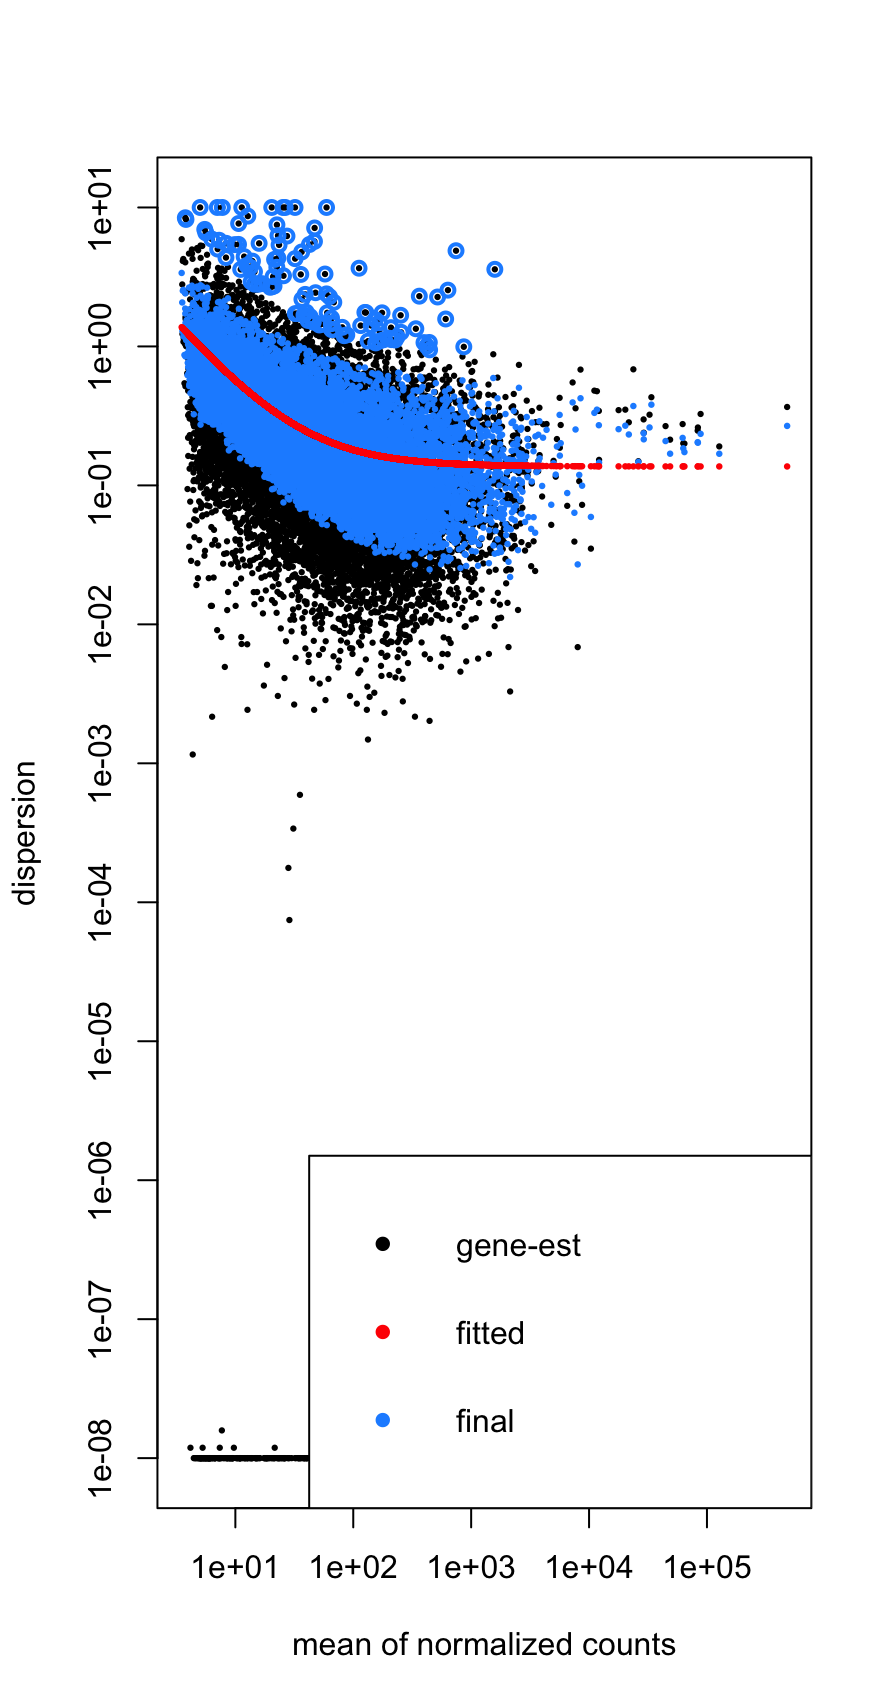 dispersion
1e+01
1e+00
1e-01
1e-02
1e-03
1e-04
1e-05
1e-06
1e-07
1e-08
gene-est
fitted
final
1e+01 1e+02 1e+03 1e+04 1e+05
mean of normalized counts